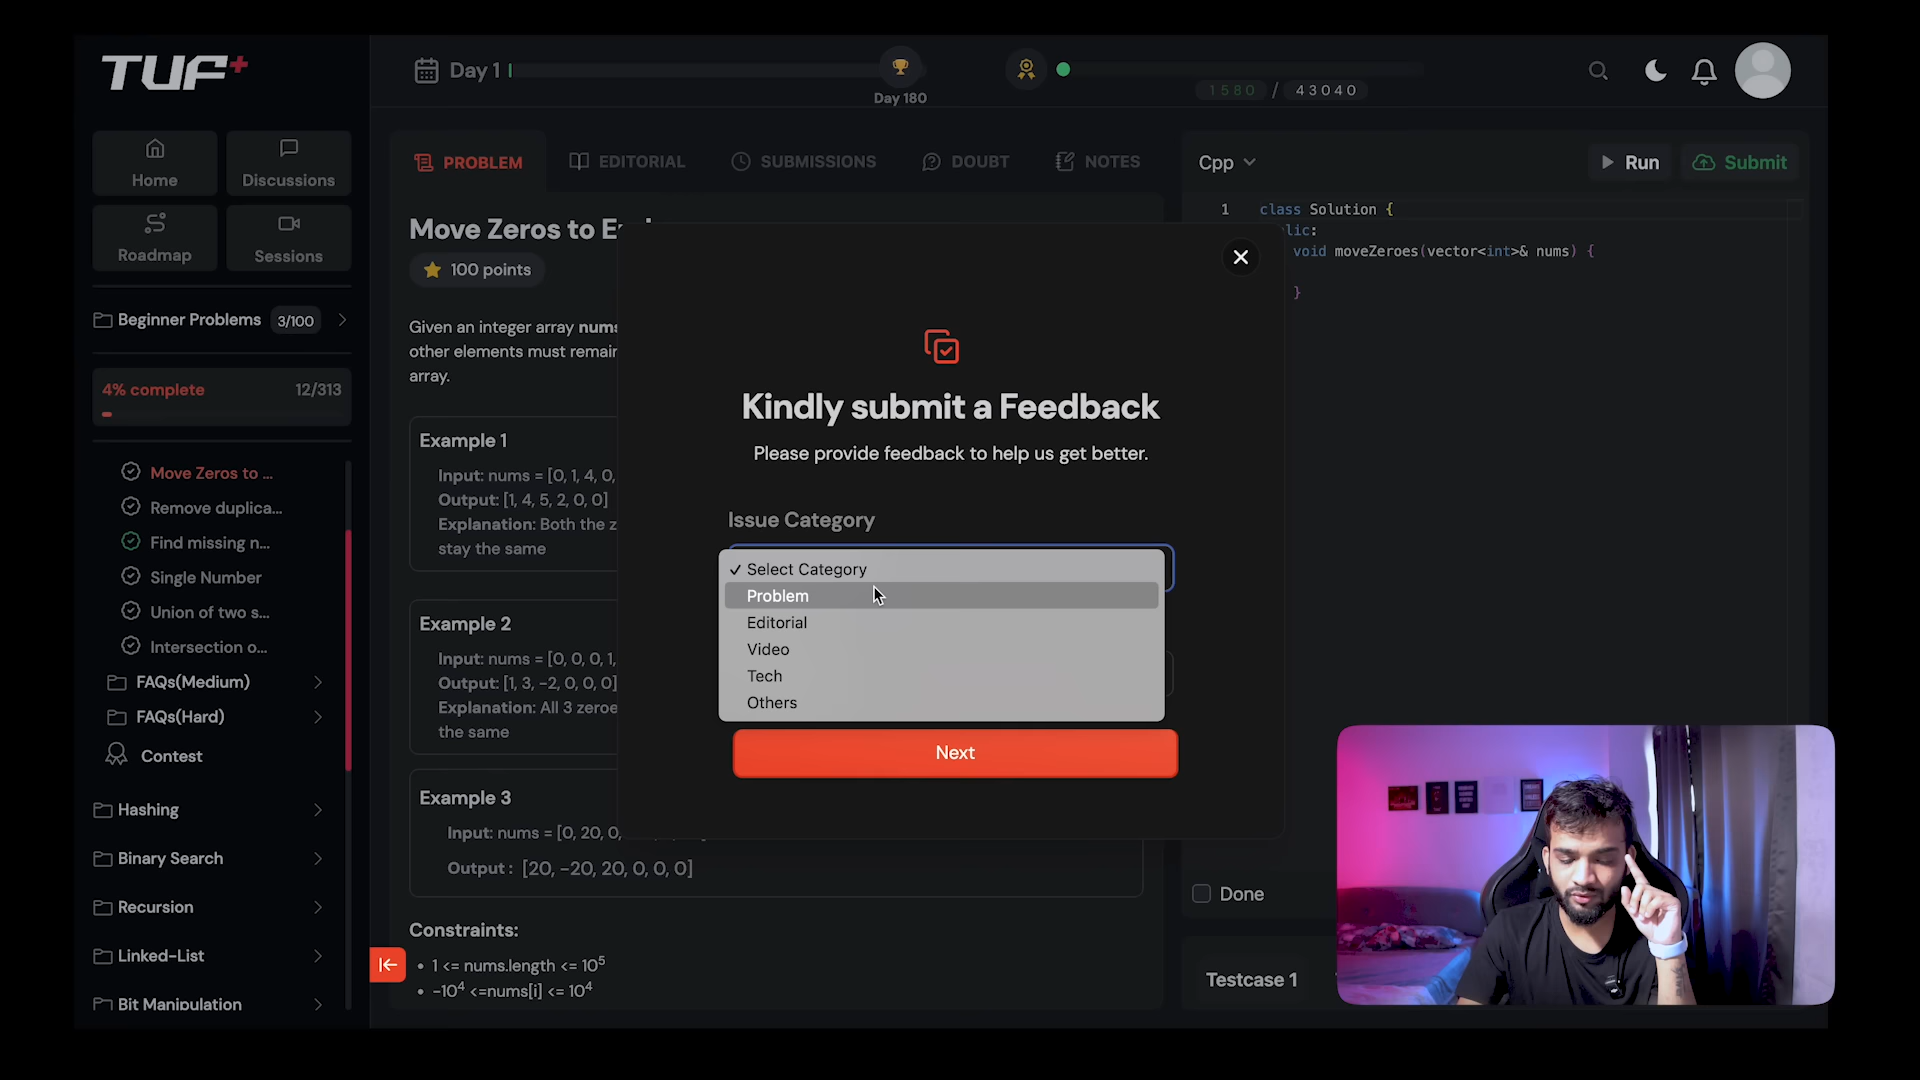 TUF+
Day 1
Day 180
1580 / 43040
Home
Discussions
Roadmap
Sessions
Beginner Problems 3/100
4% complete 12/313
Move Zeros to ...
Remove duplica...
Find missing n...
Single Number
Union of two s...
Intersection o...
FAQs(Medium)
FAQs(Hard)
Contest
Hashing
Binary Search
Recursion
Linked-List
Bit Manipulation
PROBLEM
EDITORIAL
SUBMISSIONS
DOUBT
NOTES
Move Zeros to
100 points
Given an integer array nums
other elements must remain
array.
Example 1
Input: nums = [0, 1, 4, 0,
Output: [1, 4, 5, 2, 0, 0]
Explanation: Both the z
stay the same
Example 2
Input: nums = [0, 0, 0, 1,
Output: [1, 3, -2, 0, 0, 0]
Explanation: All 3 zeroe
the same
Example 3
Input: nums = [0, 20, 0,
Output : [20, -20, 20, 0, 0, 0]
Constraints:
• 1 <= nums.length <= 10⁵
• -10⁴ <=nums[i] <= 10⁴
Kindly submit a Feedback
Please provide feedback to help us get better.
Issue Category
✓ Select Category
Problem
Editorial
Video
Tech
Others
Next
Cpp
Run
Submit
1 class Solution {
lic:
void moveZeroes(vector<int>& nums) {
}
Done
Testcase 1